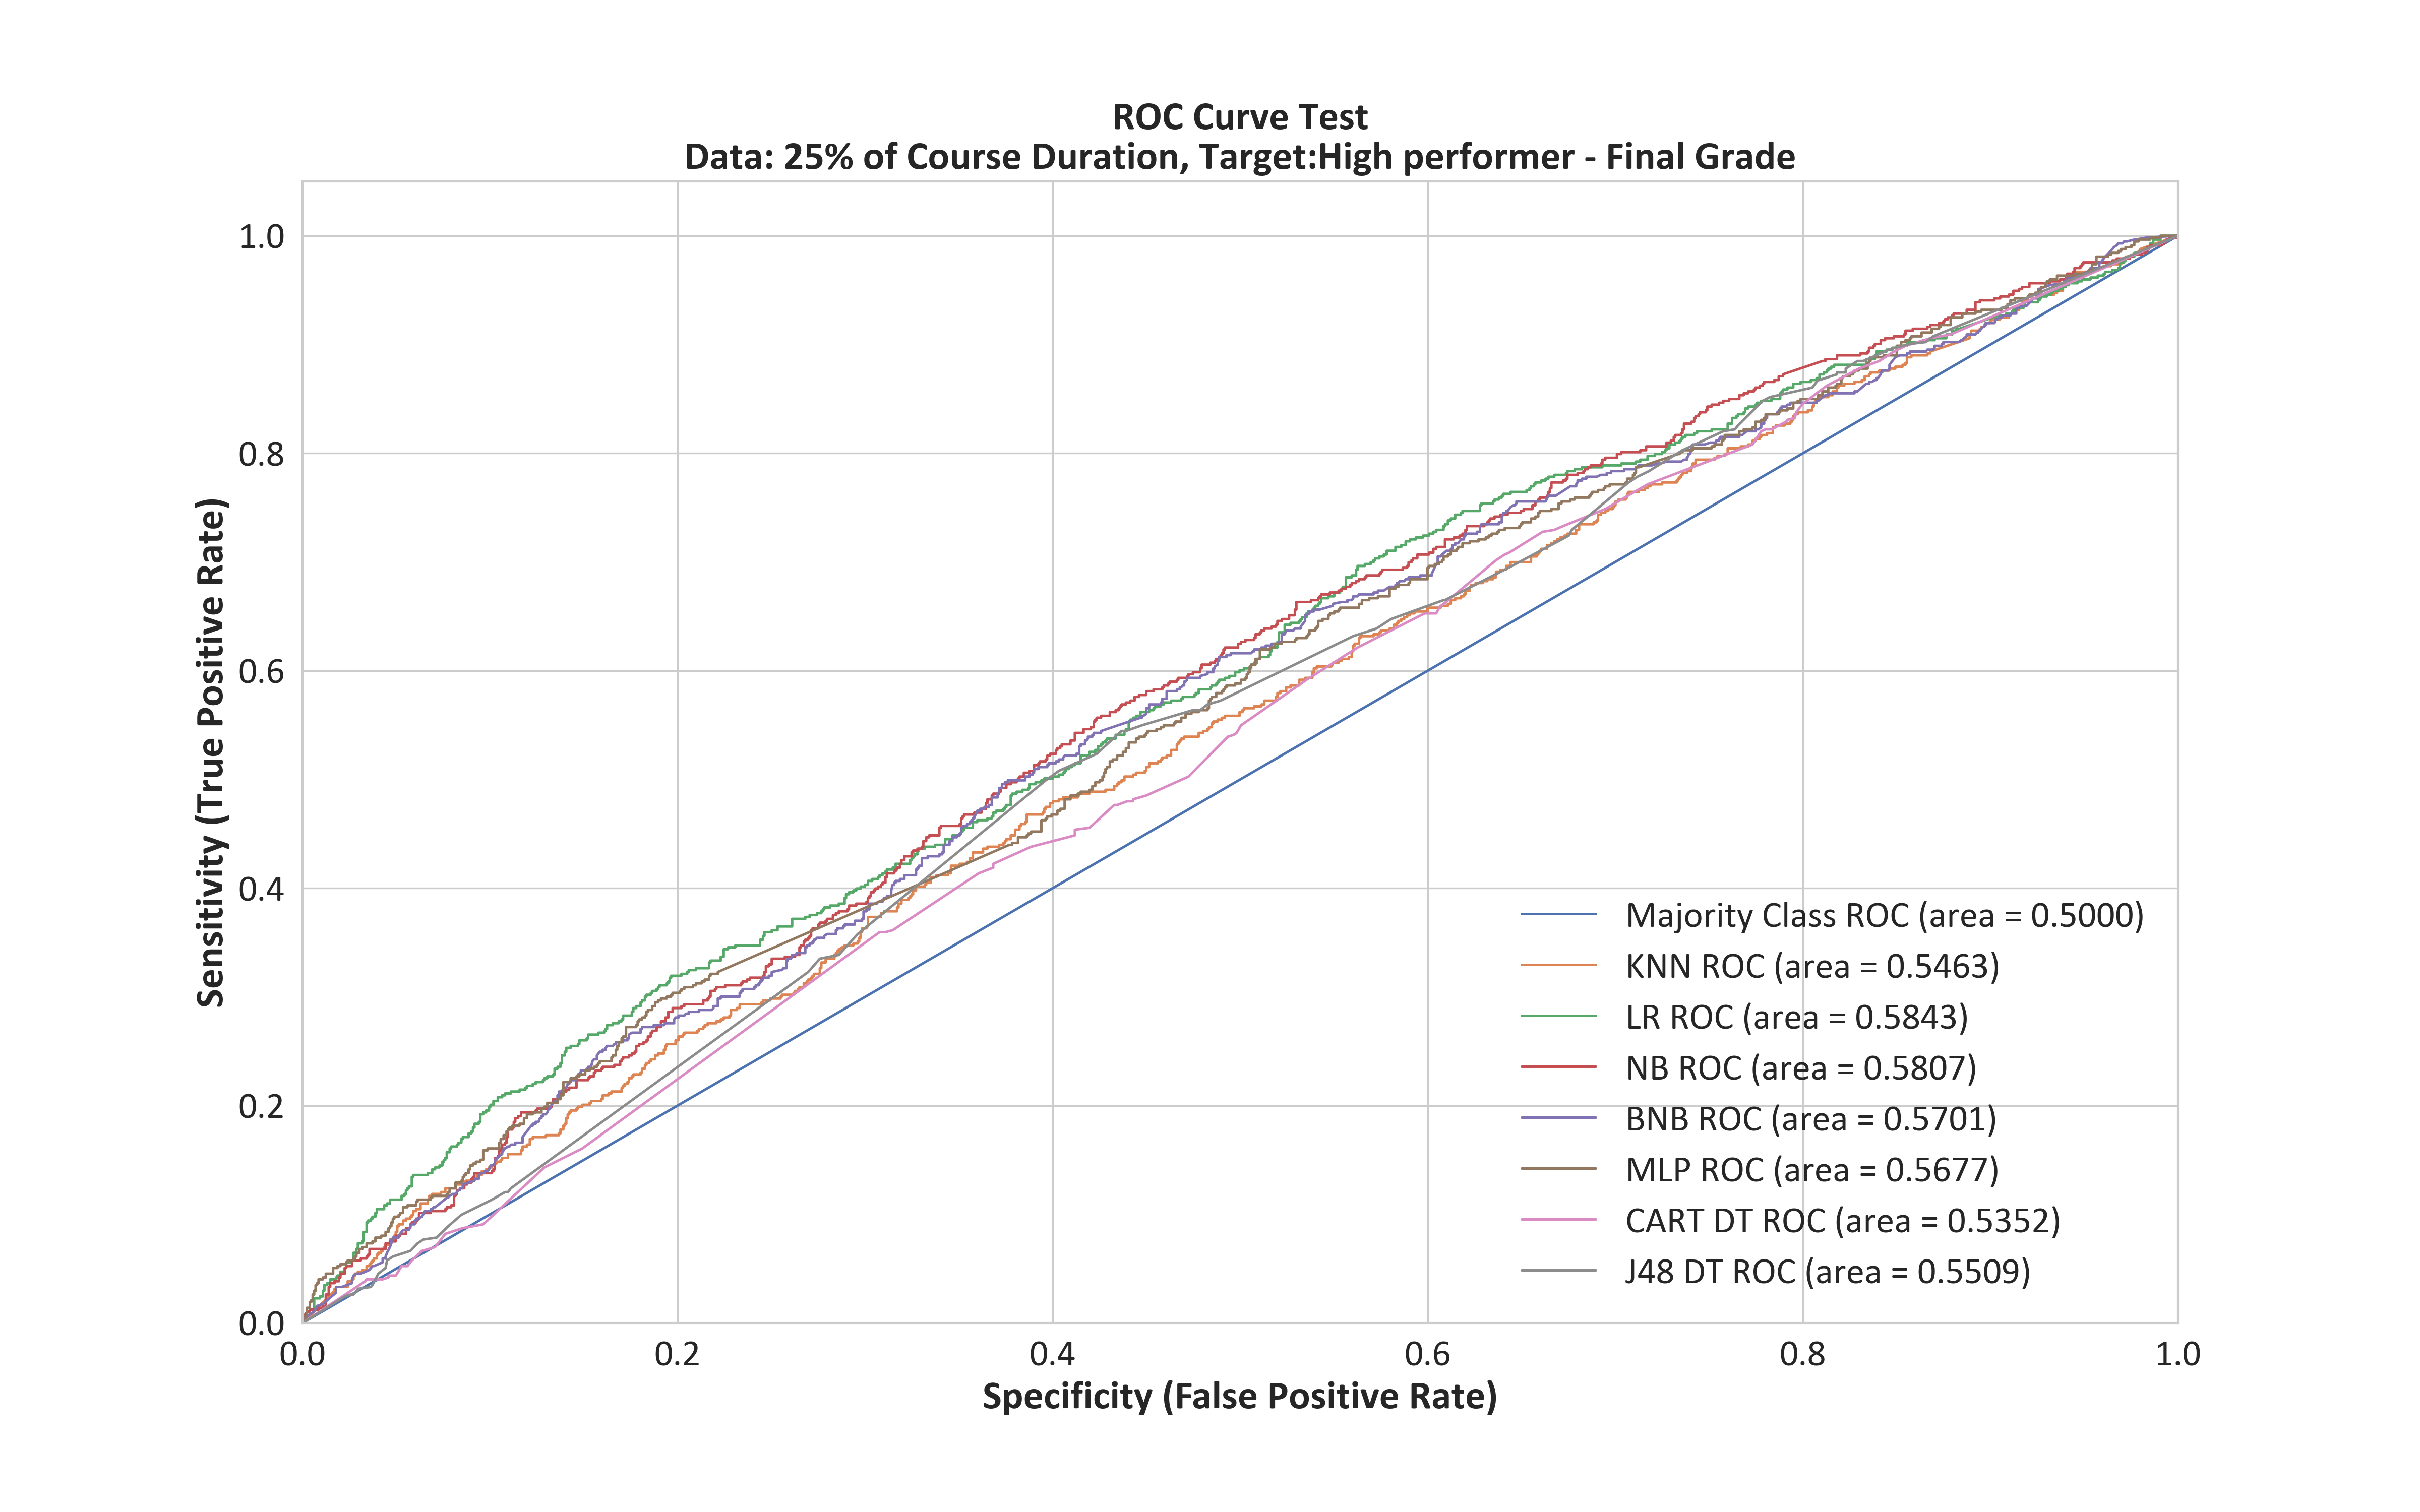 ROC Curve Test
Data: 25% of Course Duration, Target:High performer - Final Grade
1.0
0.8
0.6
0.4
0.2
0.0
Sensitivity (True Positive Rate)
Majority Class ROC (area = 0.5000)
KNN ROC (area = 0.5463)
LR ROC (area = 0.5843)
NB ROC (area = 0.5807)
BNB ROC (area = 0.5701)
MLP ROC (area = 0.5677)
CART DT ROC (area = 0.5352)
J48 DT ROC (area = 0.5509)
0.0 0.2 0.4 0.6 0.8 1.0
Specificity (False Positive Rate)